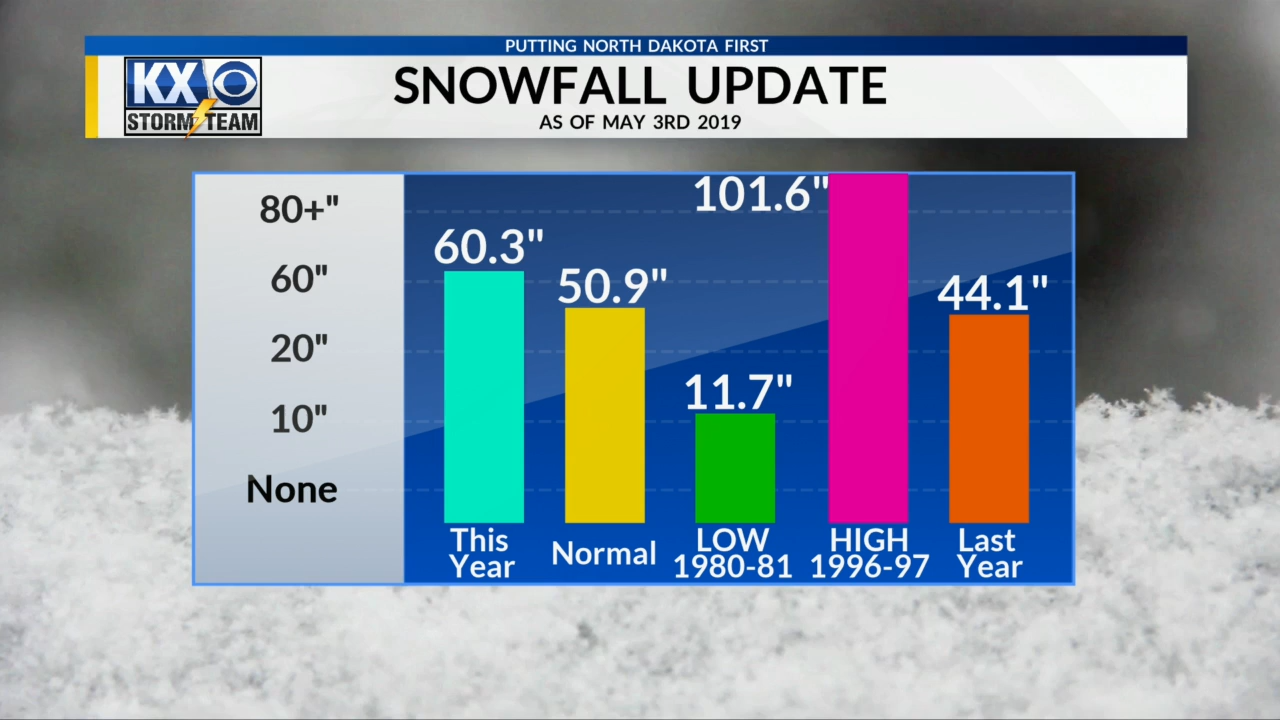 PUTTING NORTH DAKOTA FIRST
KX
STORM TEAM
SNOWFALL UPDATE
AS OF MAY 3RD 2019
80+"
60"
20"
10"
None
60.3"
50.9"
11.7"
101.6"
44.1"
This
Year
Normal
LOW
1980-81
HIGH
1996-97
Last
Year